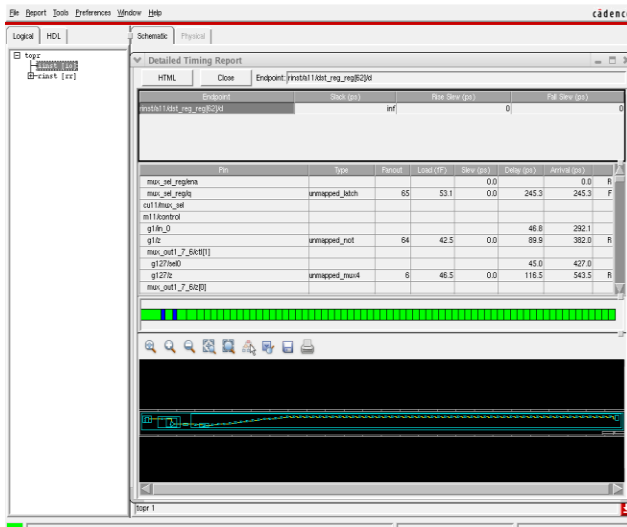 File Report Tools Preferences Window Help
cādenc
Logical HDL
Schematic Physical
topr
rinst [rr]
Detailed Timing Report
HTML Close Endpoint: rinst/a11/dst_reg_reg[62]/d
Endpoint Slack (ps) Rise Slew (ps) Fall Slew (ps)
rinst/a11/dst_reg_reg[62]/d inf 0 0
Pin Type Fanout Load (fF) Slew (ps) Delay (ps) Arrival (ps)
mux_sel_reg/ena 0.0 0.0 R
mux_sel_reg/q unmapped_latch 65 53.1 0.0 245.3 245.3 F
cu11/mux_sel
m11/control
g1/in_0 46.8 292.1
g1/z unmapped_not 64 42.5 0.0 89.9 382.0 R
mux_out1_7_6/ctl[1]
g127/sel0 45.0 427.0
g127/z unmapped_mux4 6 46.5 0.0 116.5 543.5 R
mux_out1_7_6/z[0]
topr 1